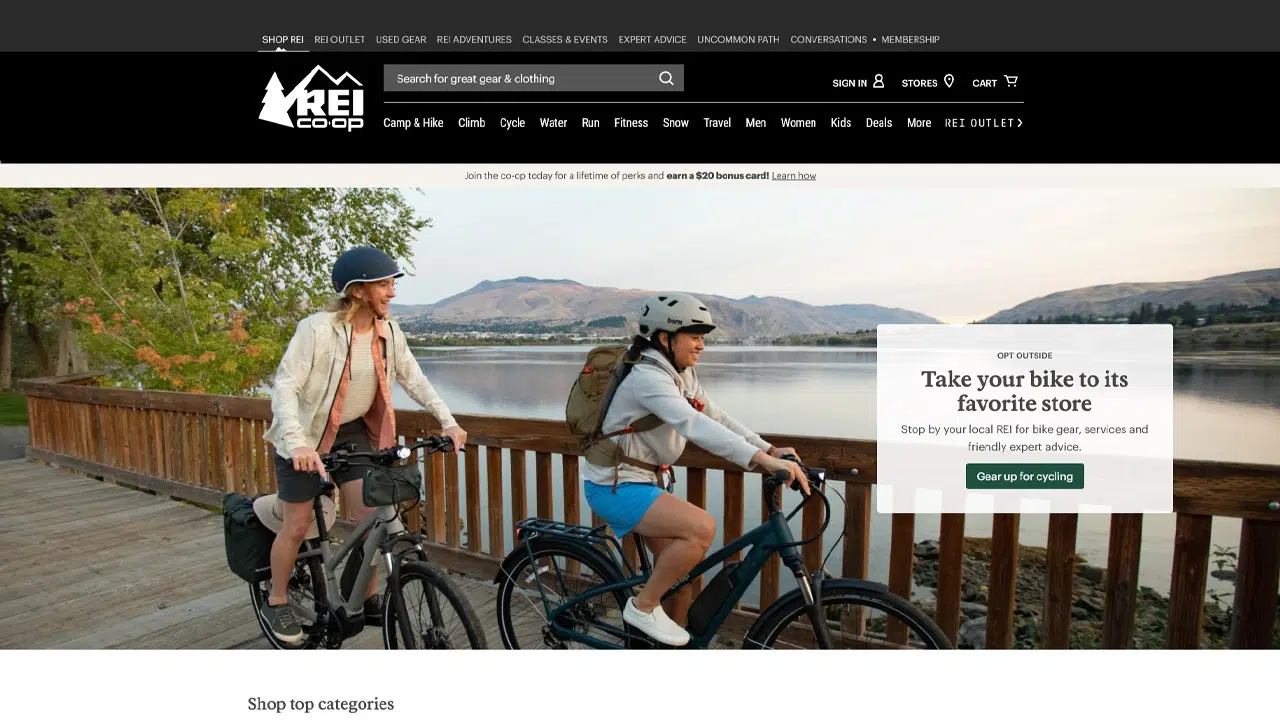 SHOP REI REI OUTLET USED GEAR REI ADVENTURES CLASSES & EVENTS EXPERT ADVICE UNCOMMON PATH CONVERSATIONS • MEMBERSHIP
REI
CO·OP
Search for great gear & clothing
SIGN IN STORES CART
Camp & Hike Climb Cycle Water Run Fitness Snow Travel Men Women Kids Deals More REI OUTLET
Join the co-op today for a lifetime of perks and earn a $20 bonus card! Learn how
bern
OPT OUTSIDE
Take your bike to its
favorite store
Stop by your local REI for bike gear, services and
friendly expert advice.
Gear up for cycling
Shop top categories